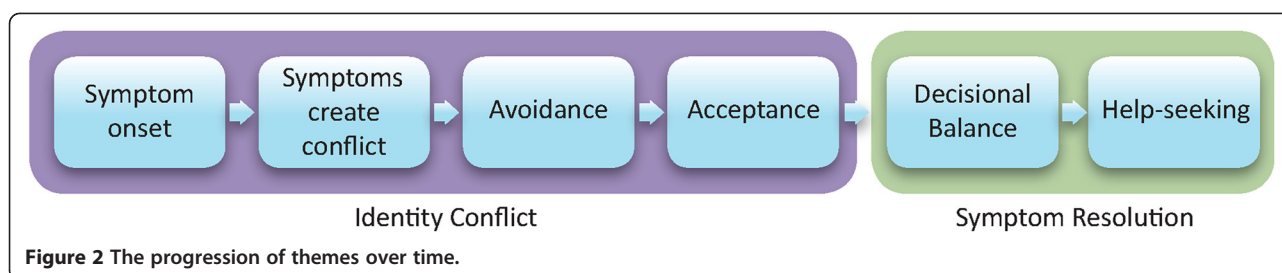 Symptom
onset
Symptoms
create
conflict
Avoidance
Acceptance
Decisional
Balance
Help-seeking
Identity Conflict
Symptom Resolution
Figure 2 The progression of themes over time.